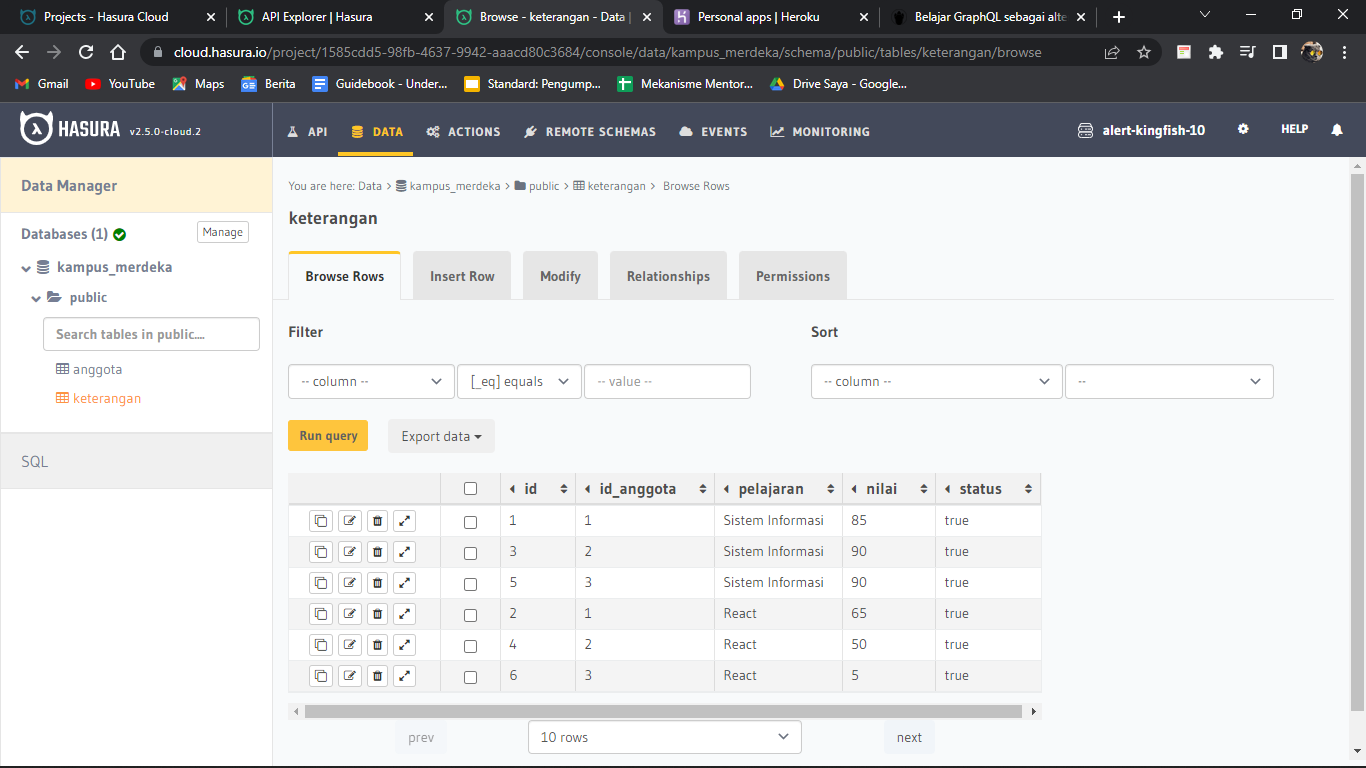 Projects - Hasura Cloud
API Explorer | Hasura
Browse - keterangan - Data |
Personal apps | Heroku
Belajar GraphQL sebagai alte
cloud.hasura.io/project/1585cdd5-98fb-4637-9942-aaacd80c3684/console/data/kampus_merdeka/schema/public/tables/keterangan/browse
Gmail YouTube Maps Berita Guidebook - Under... Standard: Pengump... Mekanisme Mentor... Drive Saya - Google...
HASURA v2.5.0-cloud.2 API DATA ACTIONS REMOTE SCHEMAS EVENTS MONITORING alert-kingfish-10 HELP
Data Manager
Databases (1) Manage
kampus_merdeka
public
Search tables in public....
anggota
keterangan
SQL
You are here: Data > kampus_merdeka > public > keterangan > Browse Rows
keterangan
Browse Rows Insert Row Modify Relationships Permissions
Filter Sort
-- column -- [_eq] equals -- value -- -- column -- --
Run query Export data
id id_anggota pelajaran nilai status
1 1 Sistem Informasi 85 true
3 2 Sistem Informasi 90 true
5 3 Sistem Informasi 90 true
2 1 React 65 true
4 2 React 50 true
6 3 React 5 true
prev 10 rows next